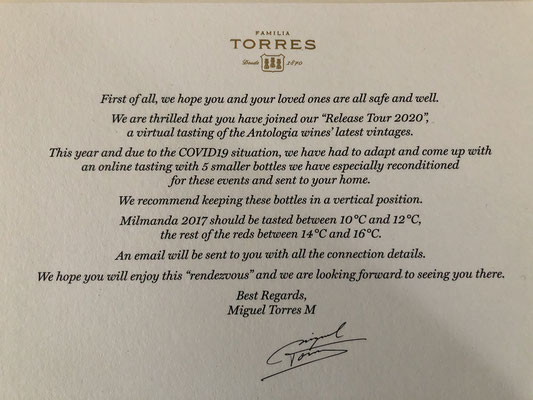 FAMILIA
TORRES
Desde 1870
First of all, we hope you and your loved ones are all safe and well.
We are thrilled that you have joined our “Release Tour 2020”,
a virtual tasting of the Antologia wines’ latest vintages.
This year and due to the COVID19 situation, we have had to adapt and come up with
an online tasting with 5 smaller bottles we have especially reconditioned
for these events and sent to your home.
We recommend keeping these bottles in a vertical position.
Milmanda 2017 should be tasted between 10°C and 12°C,
the rest of the reds between 14°C and 16°C.
An email will be sent to you with all the connection details.
We hope you will enjoy this “rendezvous” and we are looking forward to seeing you there.
Best Regards,
Miguel Torres M
Miguel
Torres